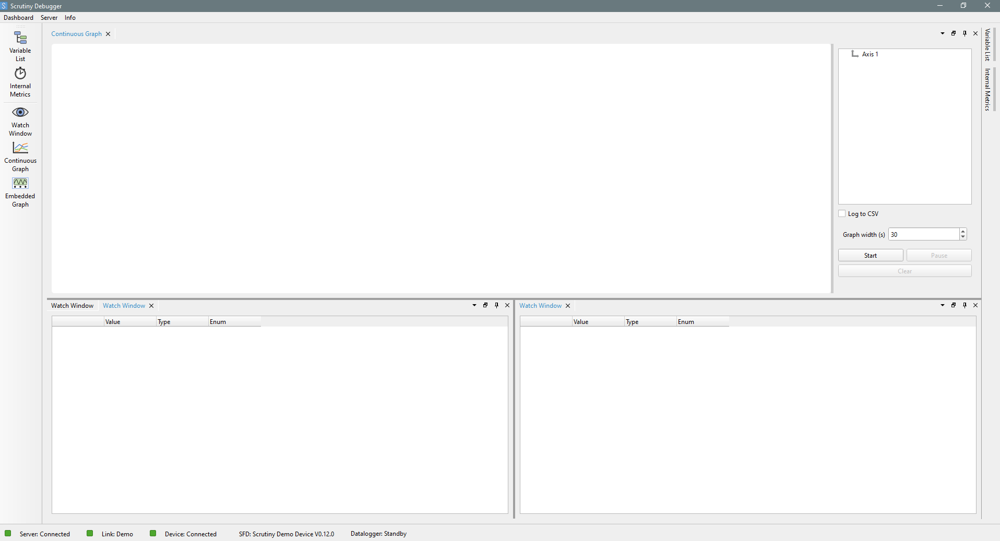 Scrutiny Debugger
Dashboard Server Info
Variable
List
Internal
Metrics
Watch
Window
Continuous
Graph
Embedded
Graph
Continuous Graph
Axis 1
Log to CSV
Graph width (s) 30
Start Pause
Clear
Variable List
Internal Metrics
Watch Window Watch Window
Value Type Enum
Watch Window
Value Type Enum
Server: Connected Link: Demo Device: Connected SFD: Scrutiny Demo Device V0.12.0 Datalogger: Standby